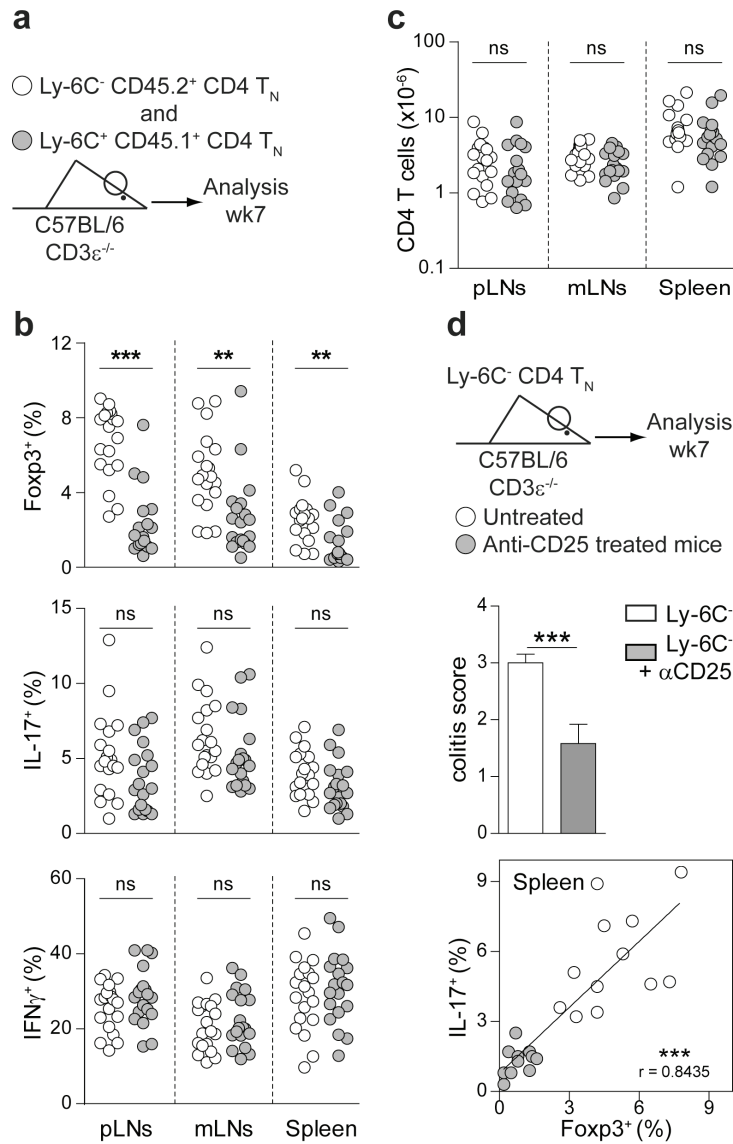 a
Ly-6C- CD45.2+ CD4 TN
and
Ly-6C+ CD45.1+ CD4 TN
C57BL/6
CD3ε-/-
Analysis
wk7
b
Foxp3+ (%)
12
8
4
0
***
**
**
IL-17+ (%)
15
10
5
0
ns
ns
ns
IFNγ+ (%)
60
40
20
0
ns
ns
ns
pLNs
mLNs
Spleen
c
CD4 T cells (x10-6)
100
10
1
0.1
ns
ns
ns
pLNs
mLNs
Spleen
d
Ly-6C- CD4 TN
C57BL/6
CD3ε-/-
Analysis
wk7
Untreated
Anti-CD25 treated mice
colitis score
4
3
2
1
0
***
Ly-6C-
Ly-6C-
+ αCD25
Spleen
IL-17+ (%)
9
6
3
0
***
r = 0.8435
0
3
6
9
Foxp3+ (%)